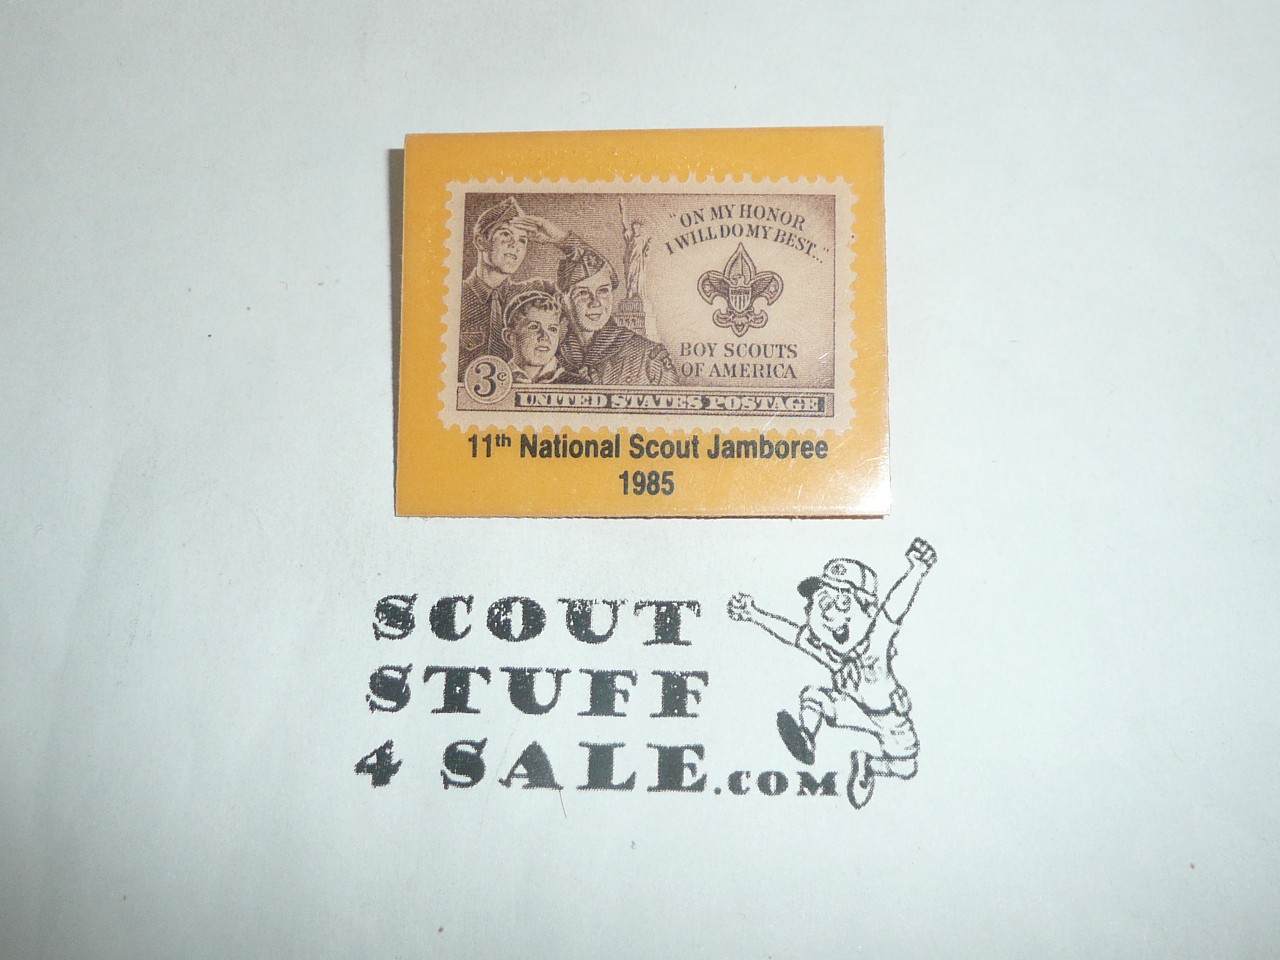 "ON MY HONOR
I WILL DO MY BEST..."
BOY SCOUTS
OF AMERICA
3¢
UNITED STATES POSTAGE
11th National Scout Jamboree
1985
SCOUT
STUFF
4 SALE.COM